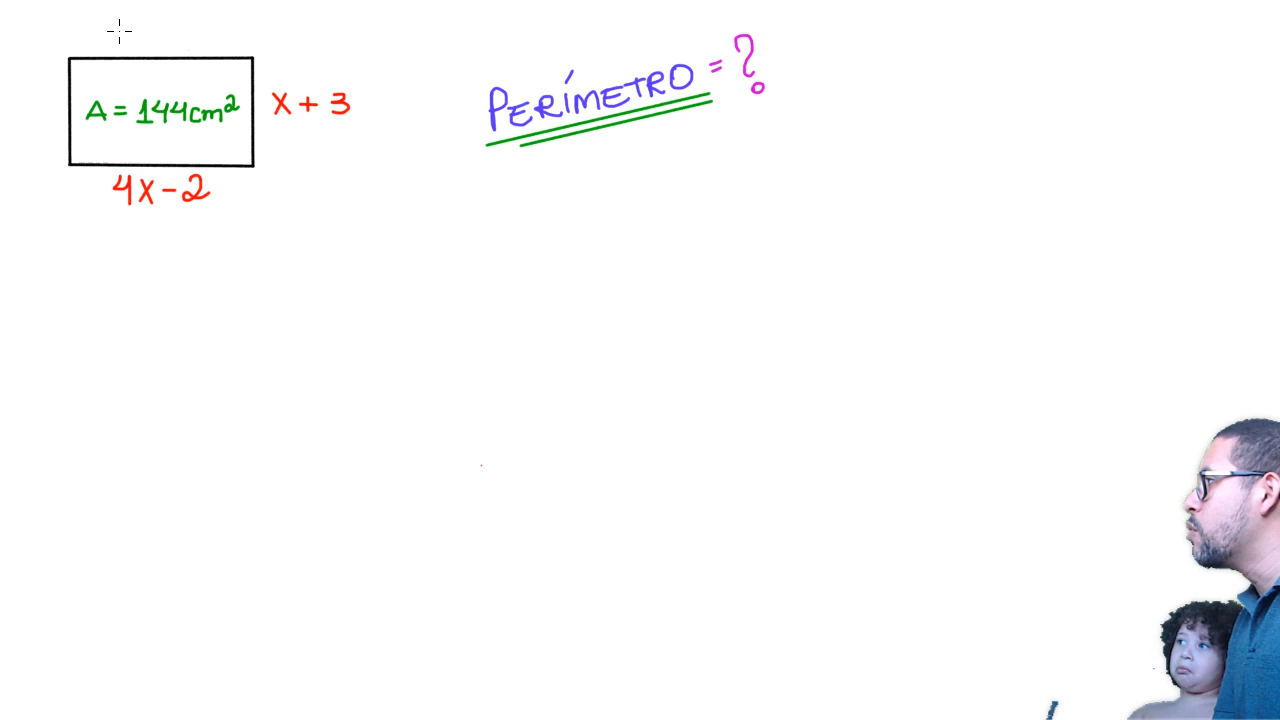 A = 144cm²
x + 3
4x - 2
PERÍMETRO = ?